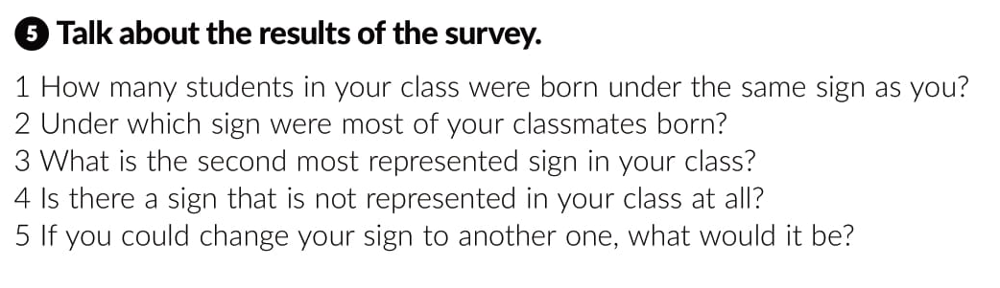 5 Talk about the results of the survey.
1 How many students in your class were born under the same sign as you?
2 Under which sign were most of your classmates born?
3 What is the second most represented sign in your class?
4 Is there a sign that is not represented in your class at all?
5 If you could change your sign to another one, what would it be?